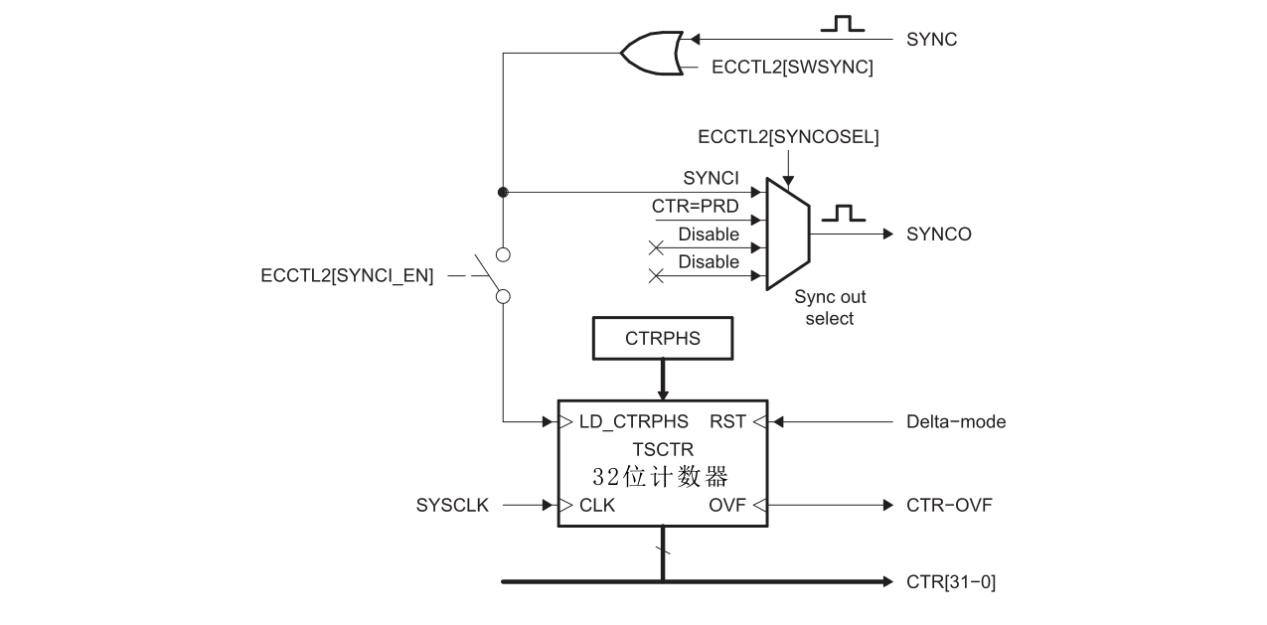 SYNC
ECCTL2[SWSYNC]
ECCTL2[SYNCOSEL]
SYNCI
CTR=PRD
Disable
SYNCO
Disable
ECCTL2[SYNCI_EN]
Sync out
select
CTRPHS
LD_CTRPHS RST
Delta−mode
TSCTR
32位计数器
SYSCLK
CLK OVF
CTR−OVF
CTR[31−0]